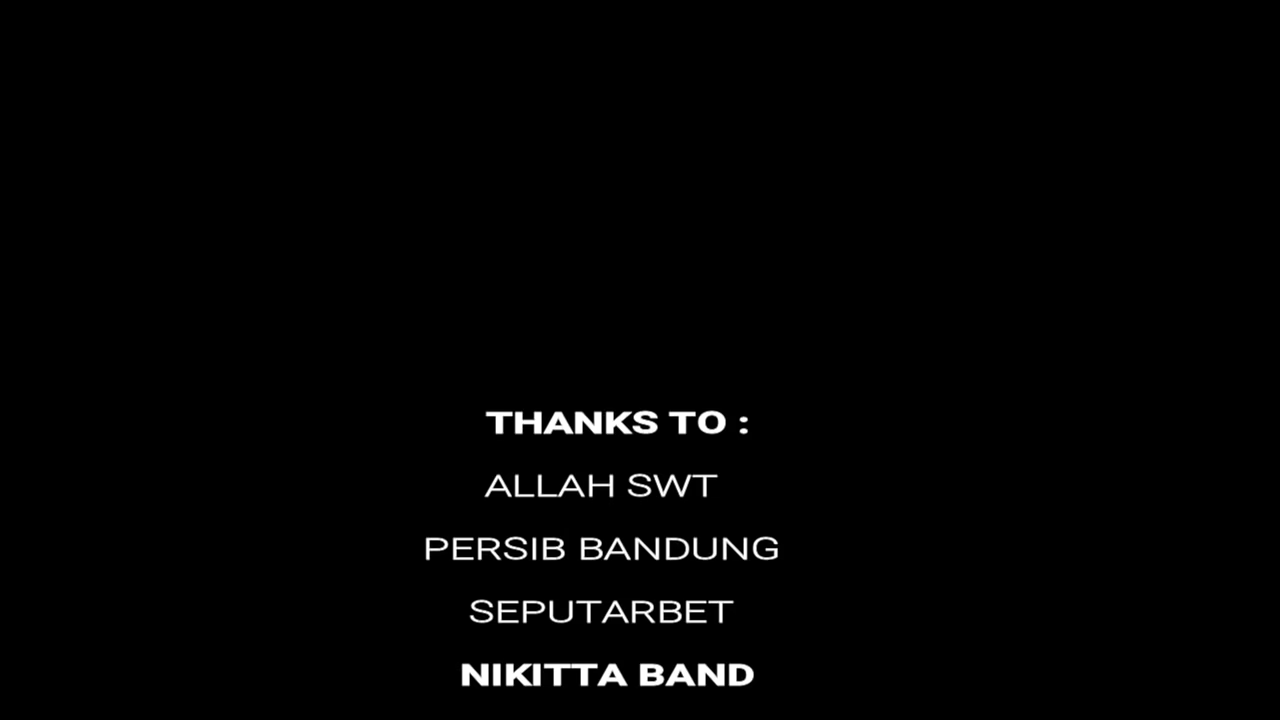 THANKS TO :
ALLAH SWT
PERSIB BANDUNG
SEPUTARBET
NIKITTA BAND